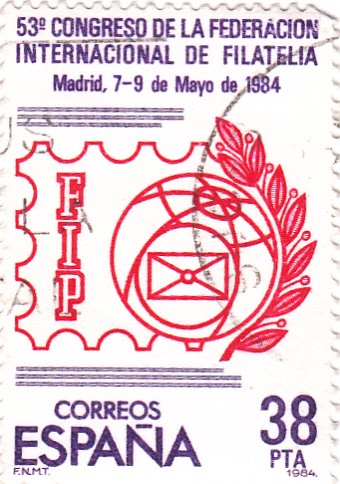 53º CONGRESO DE LA FEDERACION
INTERNACIONAL DE FILATELIA
Madrid, 7-9 de Mayo de 1984
FIP
CORREOS
ESPAÑA
38
PTA
F.N.M.T.
1984.